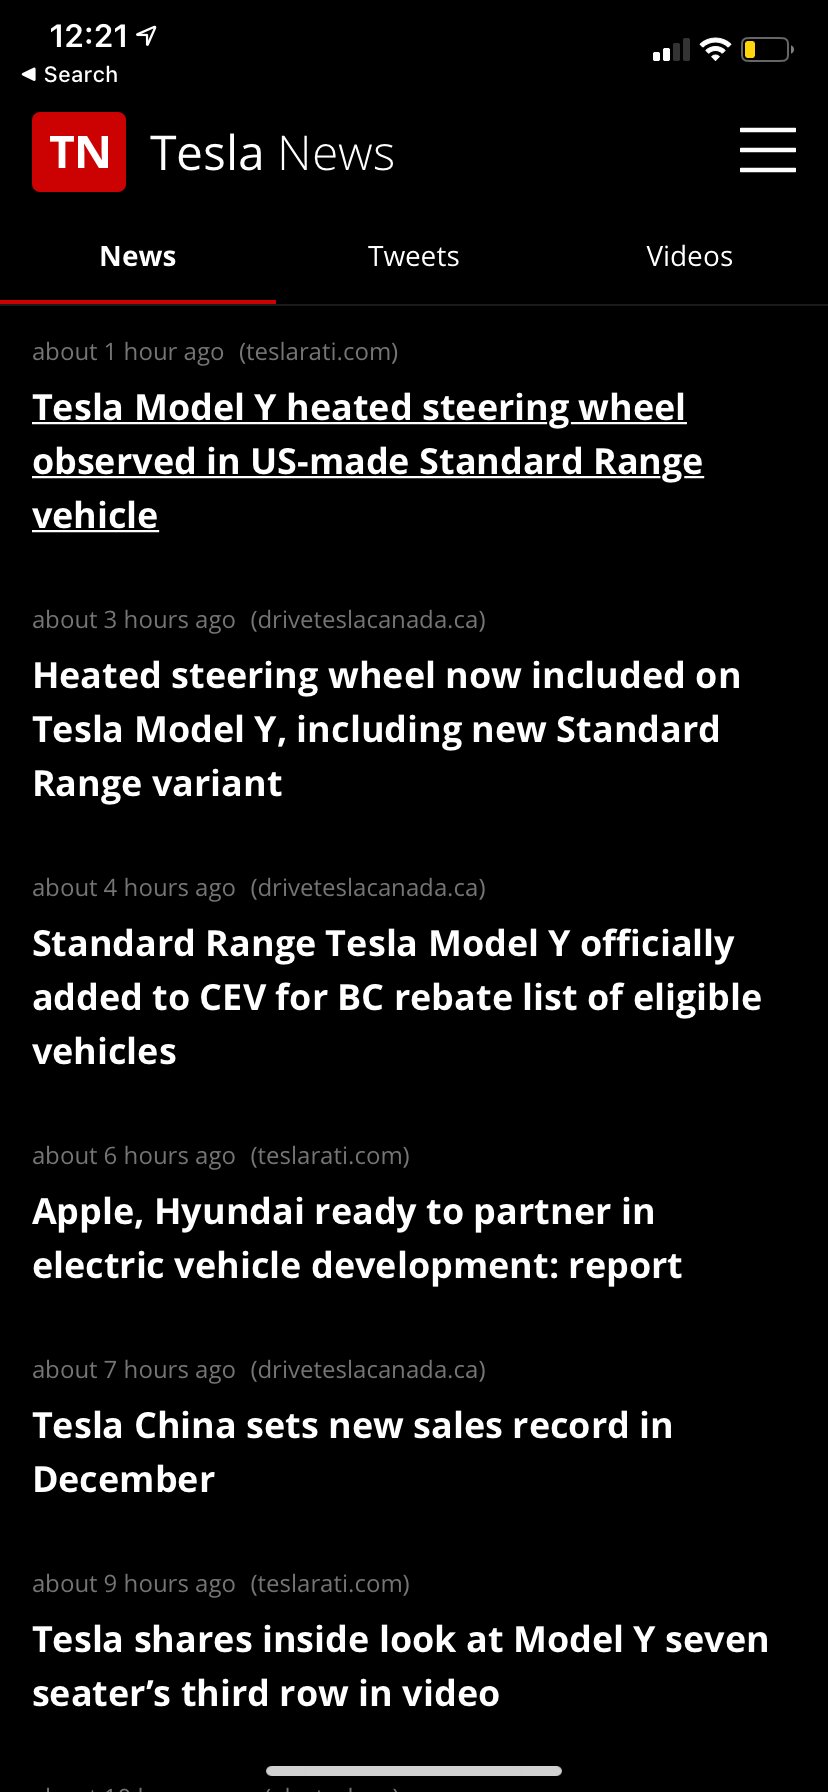 12:21
◀ Search
TN Tesla News
News Tweets Videos
about 1 hour ago (teslarati.com)
Tesla Model Y heated steering wheel
observed in US-made Standard Range
vehicle
about 3 hours ago (driveteslacanada.ca)
Heated steering wheel now included on
Tesla Model Y, including new Standard
Range variant
about 4 hours ago (driveteslacanada.ca)
Standard Range Tesla Model Y officially
added to CEV for BC rebate list of eligible
vehicles
about 6 hours ago (teslarati.com)
Apple, Hyundai ready to partner in
electric vehicle development: report
about 7 hours ago (driveteslacanada.ca)
Tesla China sets new sales record in
December
about 9 hours ago (teslarati.com)
Tesla shares inside look at Model Y seven
seater’s third row in video